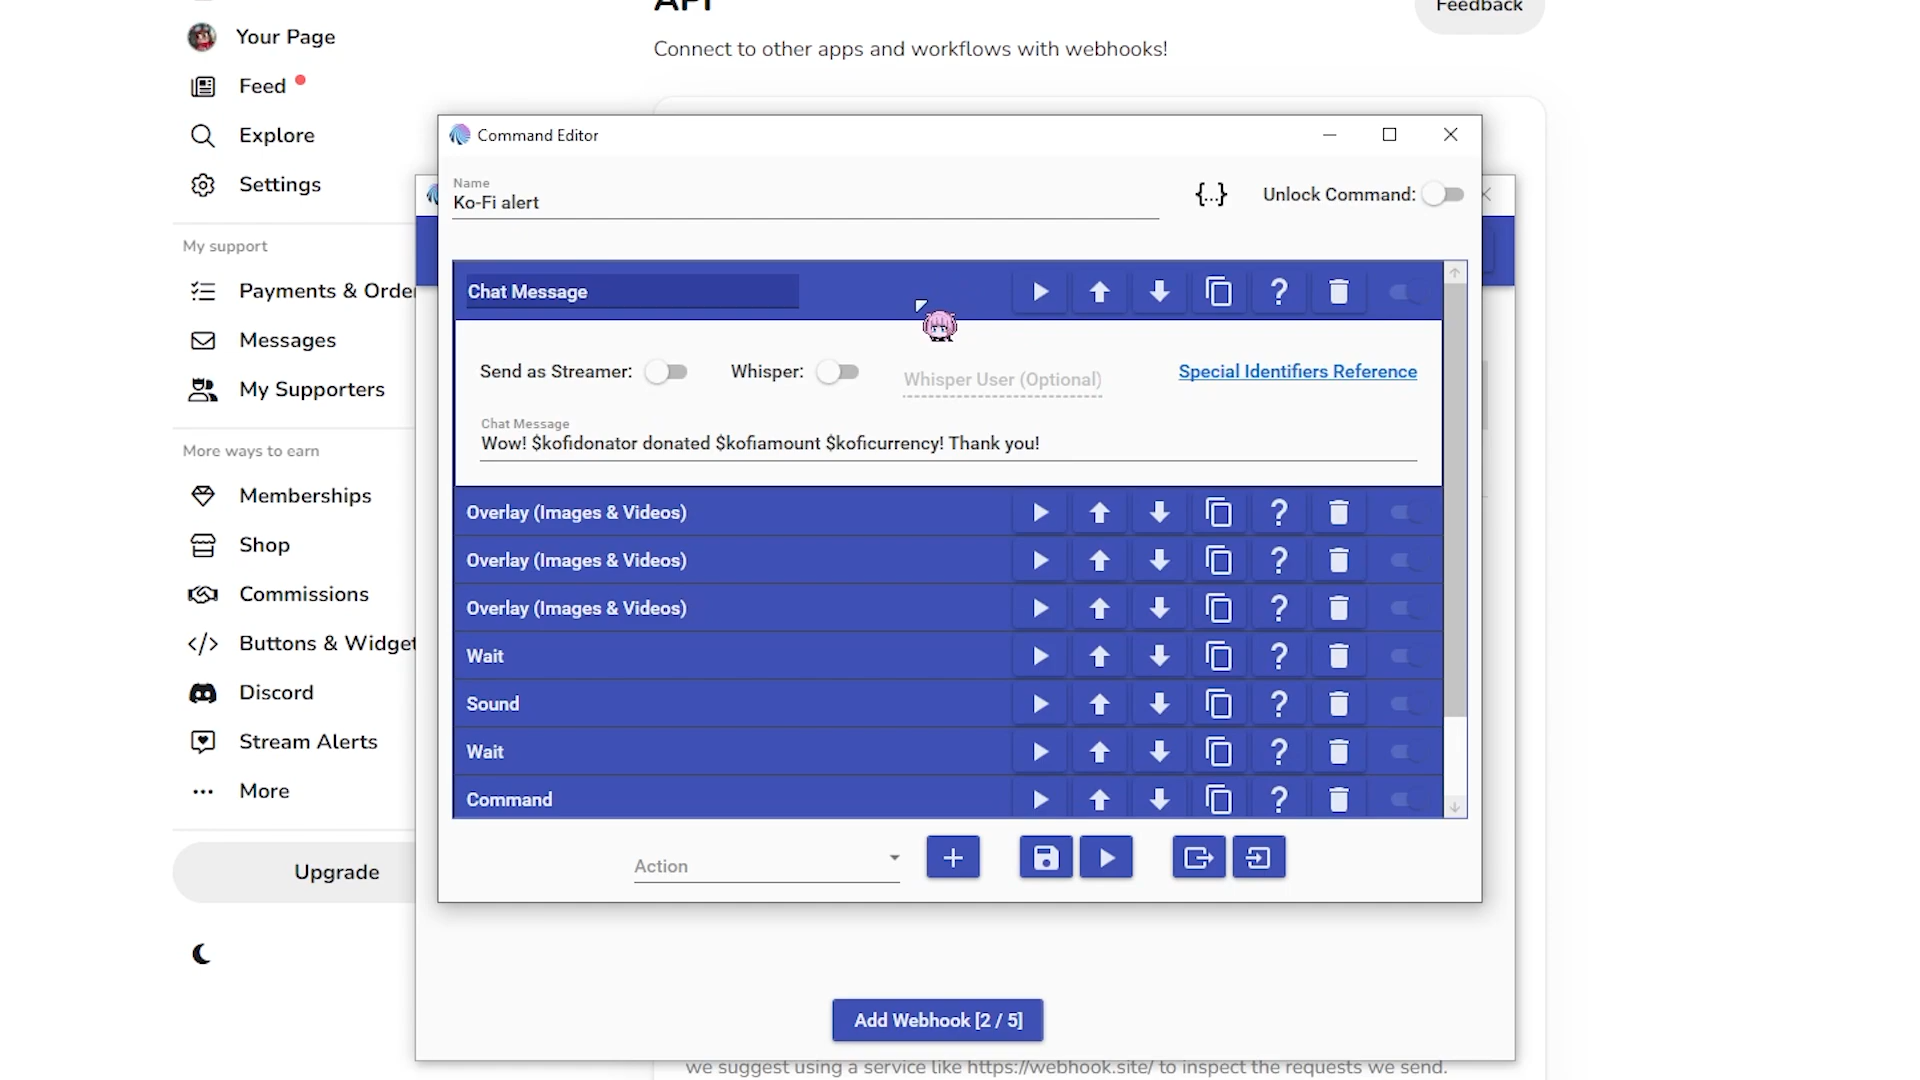 API
Feedback
Connect to other apps and workflows with webhooks!
Your Page
Feed
Explore
Settings
My support
Payments & Order
Messages
My Supporters
More ways to earn
Memberships
Shop
Commissions
Buttons & Widget
Discord
Stream Alerts
More
Upgrade
Command Editor
Name
Ko-Fi alert
{...}
Unlock Command:
Chat Message
?
Send as Streamer:
Whisper:
Whisper User (Optional)
Special Identifiers Reference
Chat Message
Wow! $kofidonator donated $kofiamount $koficurrency! Thank you!
Overlay (Images & Videos)
?
Overlay (Images & Videos)
?
Overlay (Images & Videos)
?
Wait
?
Sound
?
Wait
?
Command
?
Action
Add Webhook [2 / 5]
we suggest using a service like https://webhook.site/ to inspect the requests we send.